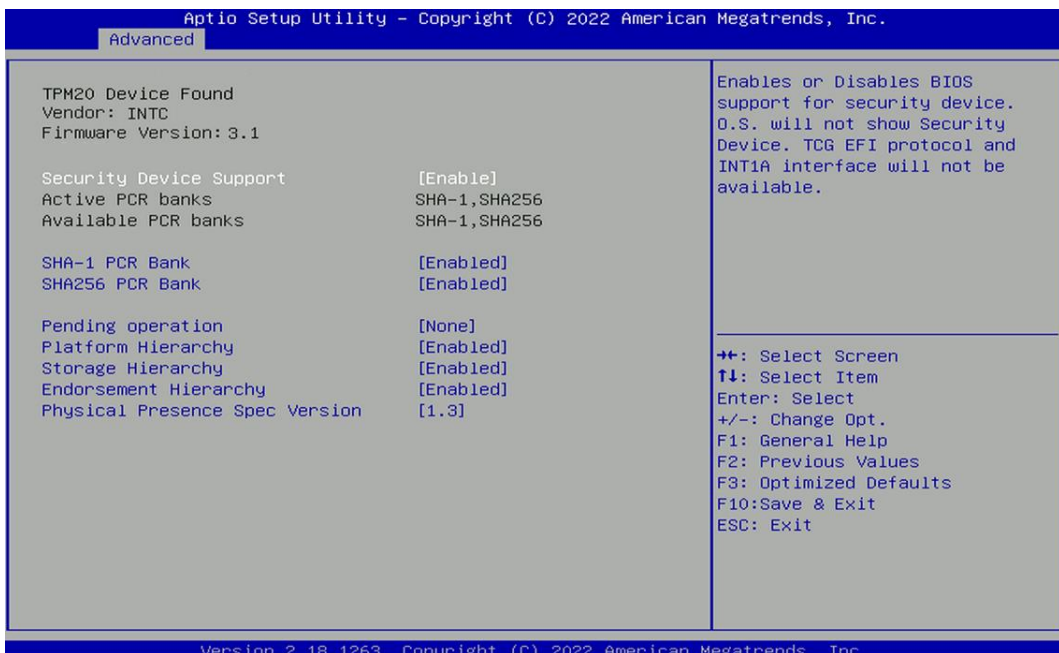 Aptio Setup Utility – Copyright (C) 2022 American Megatrends, Inc.
Advanced
TPM20 Device Found
Vendor: INTC
Firmware Version: 3.1
Security Device Support [Enable]
Active PCR banks SHA-1,SHA256
Available PCR banks SHA-1,SHA256
SHA-1 PCR Bank [Enabled]
SHA256 PCR Bank [Enabled]
Pending operation [None]
Platform Hierarchy [Enabled]
Storage Hierarchy [Enabled]
Endorsement Hierarchy [Enabled]
Physical Presence Spec Version [1.3]
Enables or Disables BIOS
support for security device.
O.S. will not show Security
Device. TCG EFI protocol and
INT1A interface will not be
available.
→←: Select Screen
↑↓: Select Item
Enter: Select
+/-: Change Opt.
F1: General Help
F2: Previous Values
F3: Optimized Defaults
F10:Save & Exit
ESC: Exit
Version 2.18.1263. Copyright (C) 2022 American Megatrends, Inc.